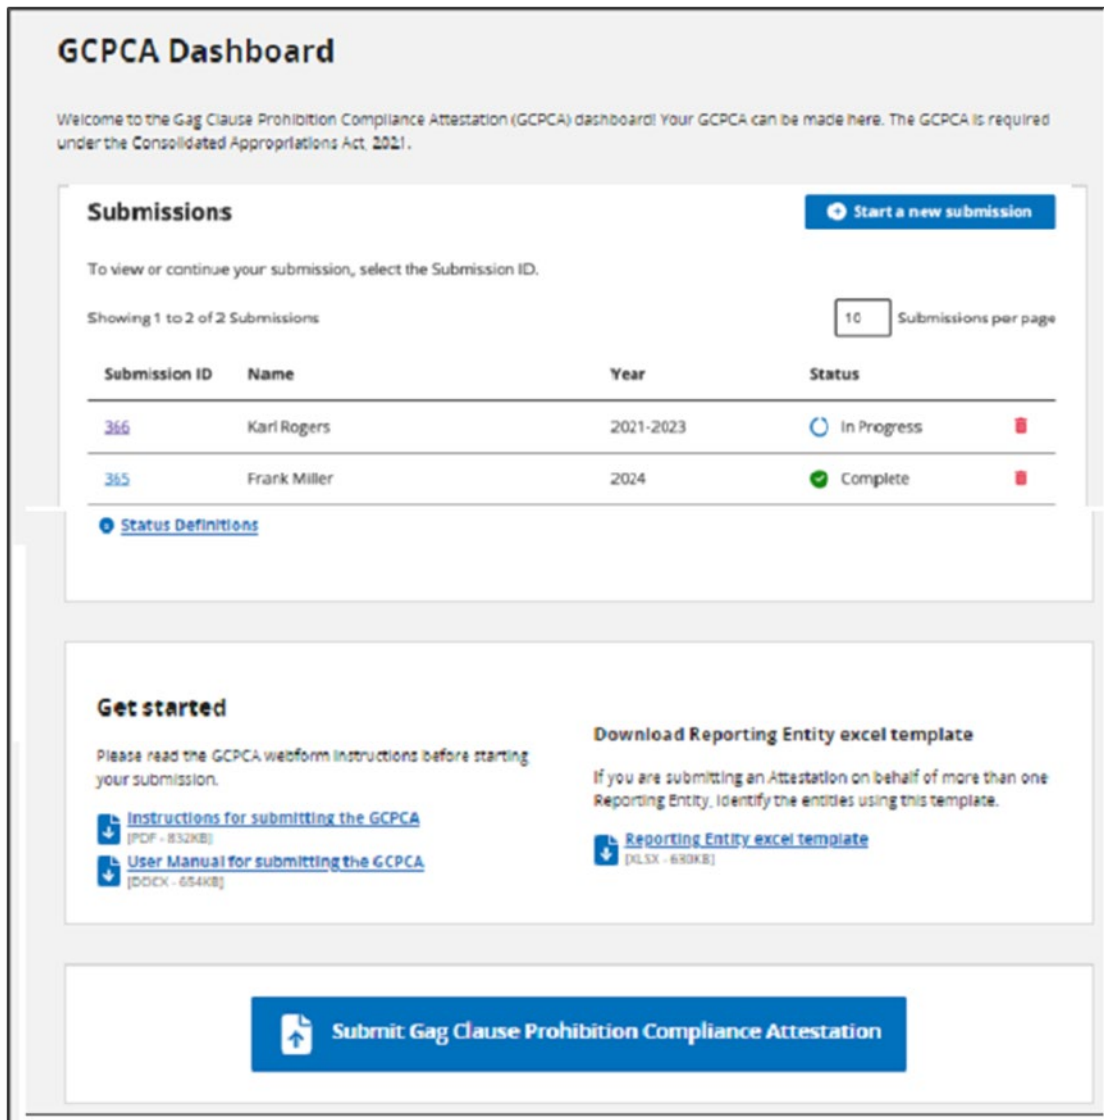 GCPCA Dashboard
Welcome to the Gag Clause Prohibition Compliance Attestation (GCPCA) dashboard! Your GCPCA can be made here. The GCPCA is required
under the Consolidated Appropriations Act, 2021.
Submissions
Start a new submission
To view or continue your submission, select the Submission ID.
Showing 1 to 2 of 2 Submissions
10 Submissions per page
Submission ID Name Year Status
366 Karl Rogers 2021-2023 In Progress
365 Frank Miller 2024 Complete
Status Definitions
Get started
Please read the GCPCA webform instructions before starting
your submission.
Instructions for submitting the GCPCA
[PDF - 832KB]
User Manual for submitting the GCPCA
[DOCX - 654KB]
Download Reporting Entity excel template
If you are submitting an Attestation on behalf of more than one
Reporting Entity, identify the entities using this template.
Reporting Entity excel template
[XLSX - 630KB]
Submit Gag Clause Prohibition Compliance Attestation